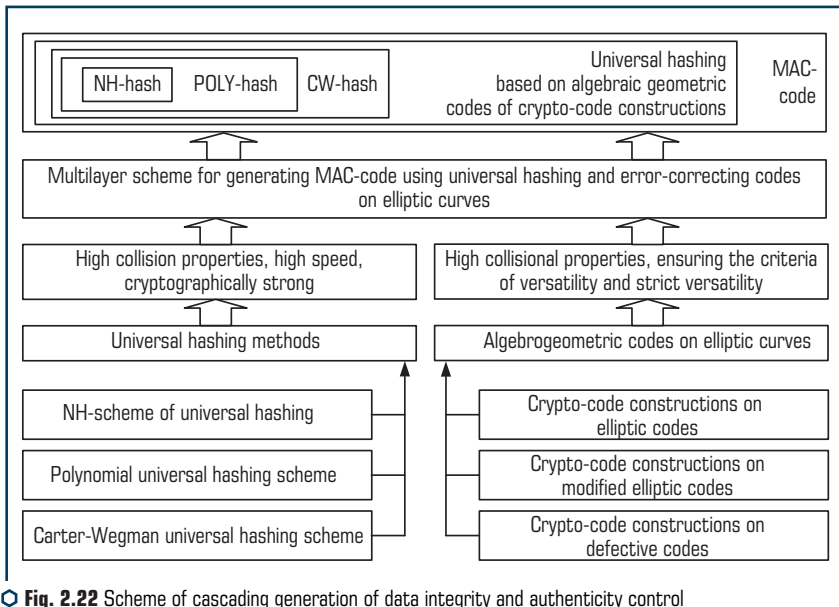 NH-hash
POLY-hash
CW-hash
Universal hashing
based on algebraic geometric
codes of crypto-code constructions
MAC-
code
Multilayer scheme for generating MAC-code using universal hashing and error-correcting codes
on elliptic curves
High collision properties, high speed,
cryptographically strong
High collisional properties, ensuring the criteria
of versatility and strict versatility
Universal hashing methods
Algebrogeometric codes on elliptic curves
NH-scheme of universal hashing
Polynomial universal hashing scheme
Carter-Wegman universal hashing scheme
Crypto-code constructions on
elliptic codes
Crypto-code constructions on
modified elliptic codes
Crypto-code constructions on
defective codes
Fig. 2.22 Scheme of cascading generation of data integrity and authenticity control